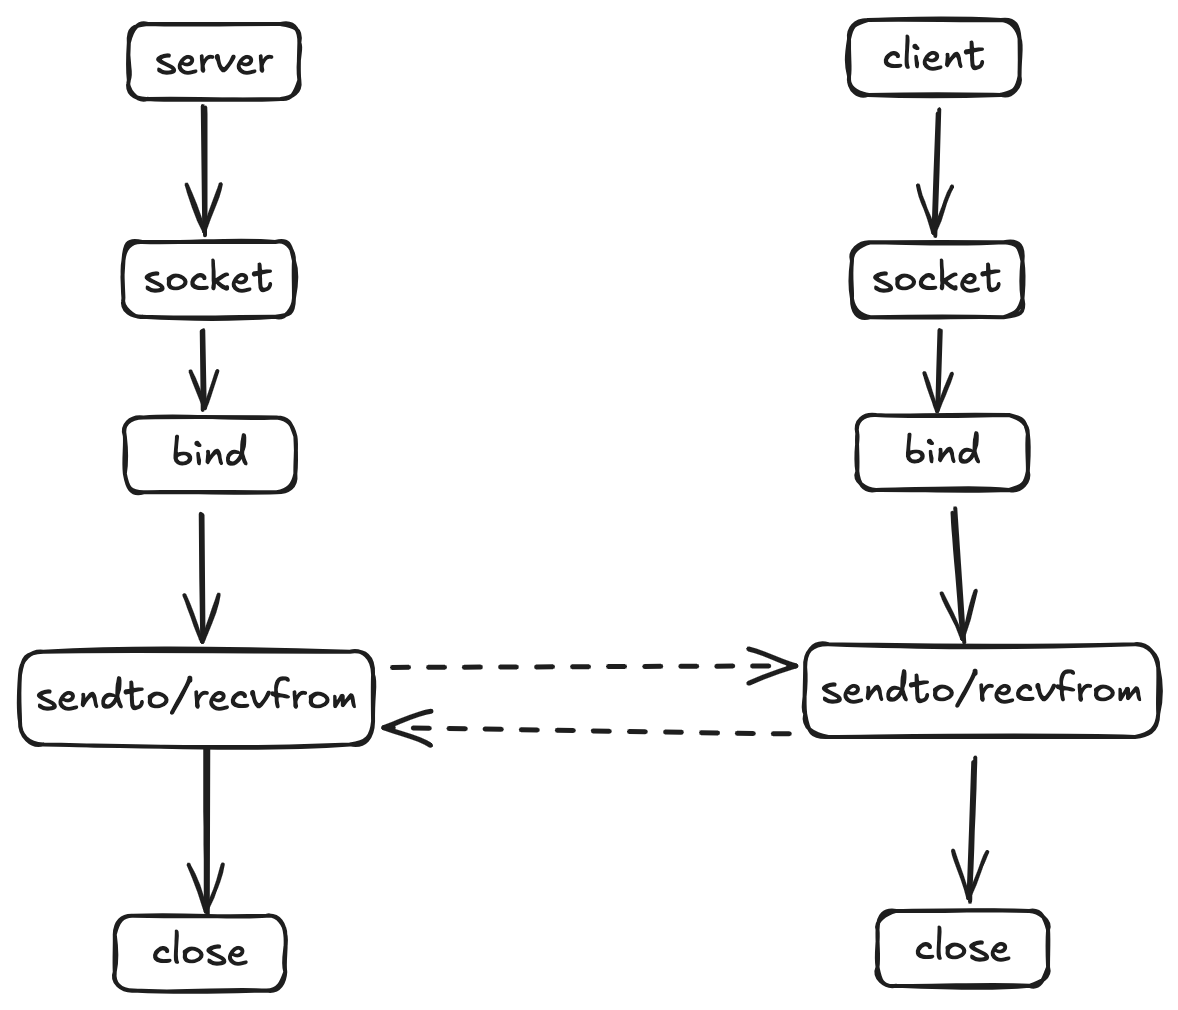 server
socket
bind
sendto/recvfrom
close
client
socket
bind
sendto/recvfrom
close